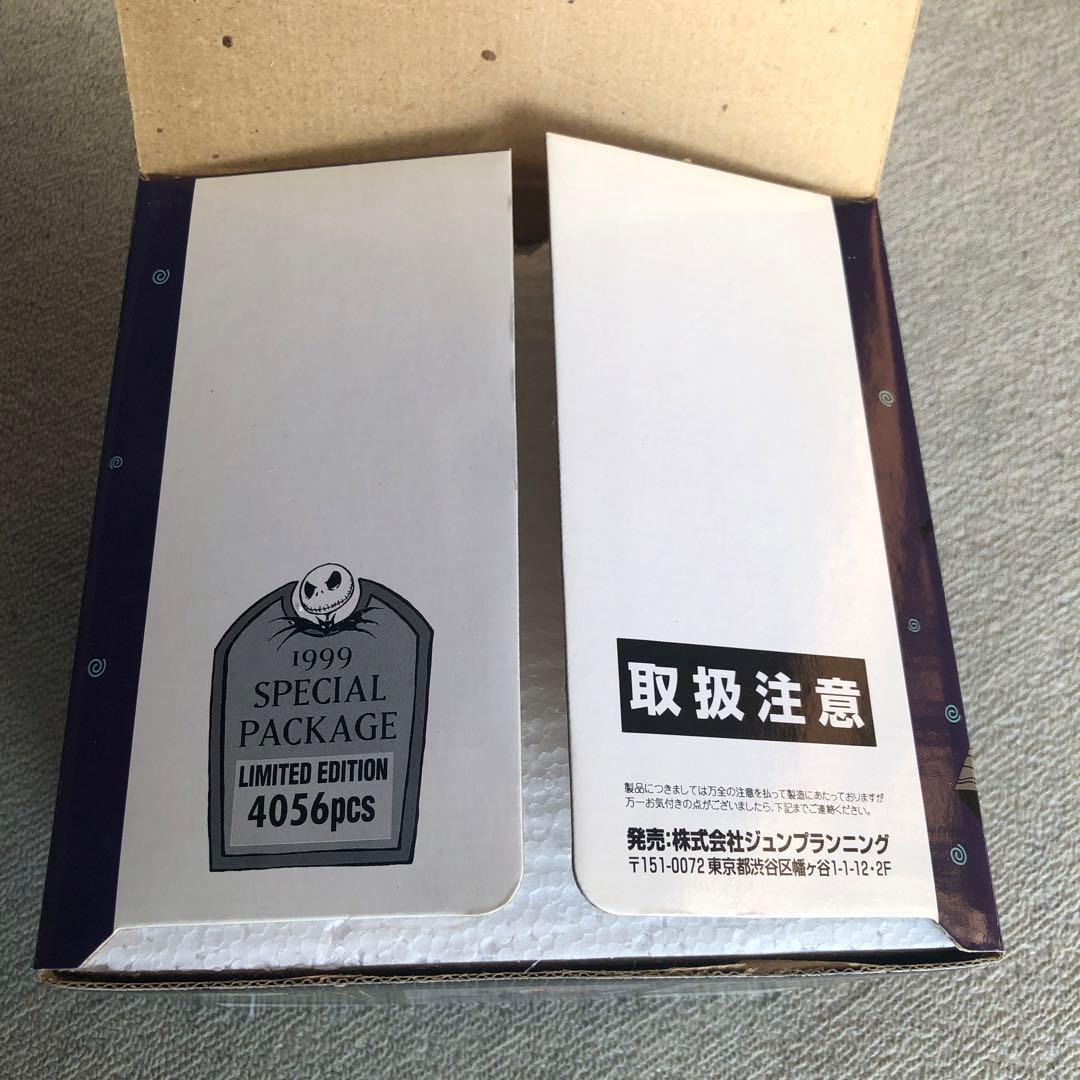 1999
SPECIAL
PACKAGE
LIMITED EDITION
4056pcs
取扱注意
製品につきましては万全の注意を払って製造にあたっておりますが
万一お気付きの点がございましたら、下記までご連絡ください。
発売:株式会社ジュンプランニング
〒151-0072 東京都渋谷区幡ヶ谷1-1-12・2F